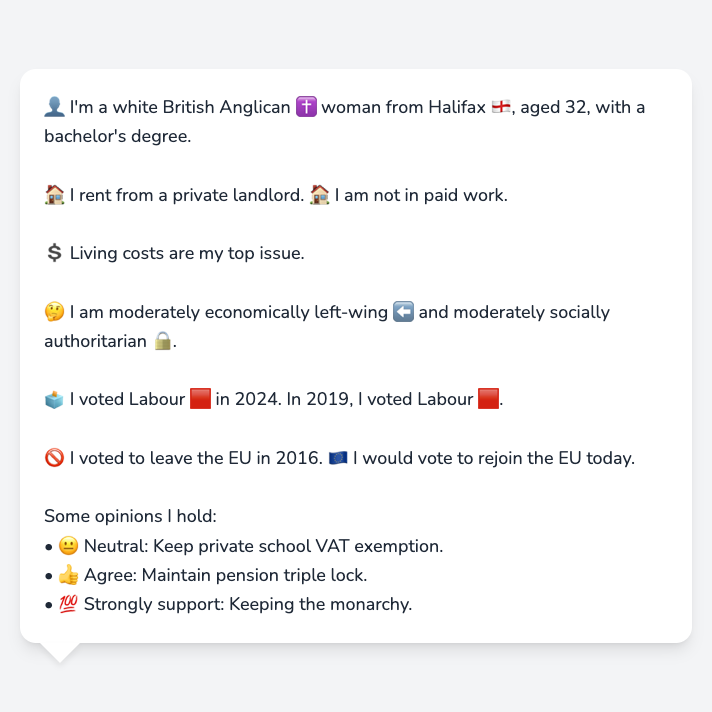 👤 I'm a white British Anglican ✝️ woman from Halifax 🏴󠁧󠁢󠁥󠁮󠁧󠁿, aged 32, with a
bachelor's degree.
🏠 I rent from a private landlord. 🏠 I am not in paid work.
💲 Living costs are my top issue.
🤔 I am moderately economically left-wing ⬅️ and moderately socially
authoritarian 🔒.
🗳️ I voted Labour 🟥 in 2024. In 2019, I voted Labour 🟥.
🚫 I voted to leave the EU in 2016. 🇪🇺 I would vote to rejoin the EU today.
Some opinions I hold:
• 😐 Neutral: Keep private school VAT exemption.
• 👍 Agree: Maintain pension triple lock.
• 💯 Strongly support: Keeping the monarchy.